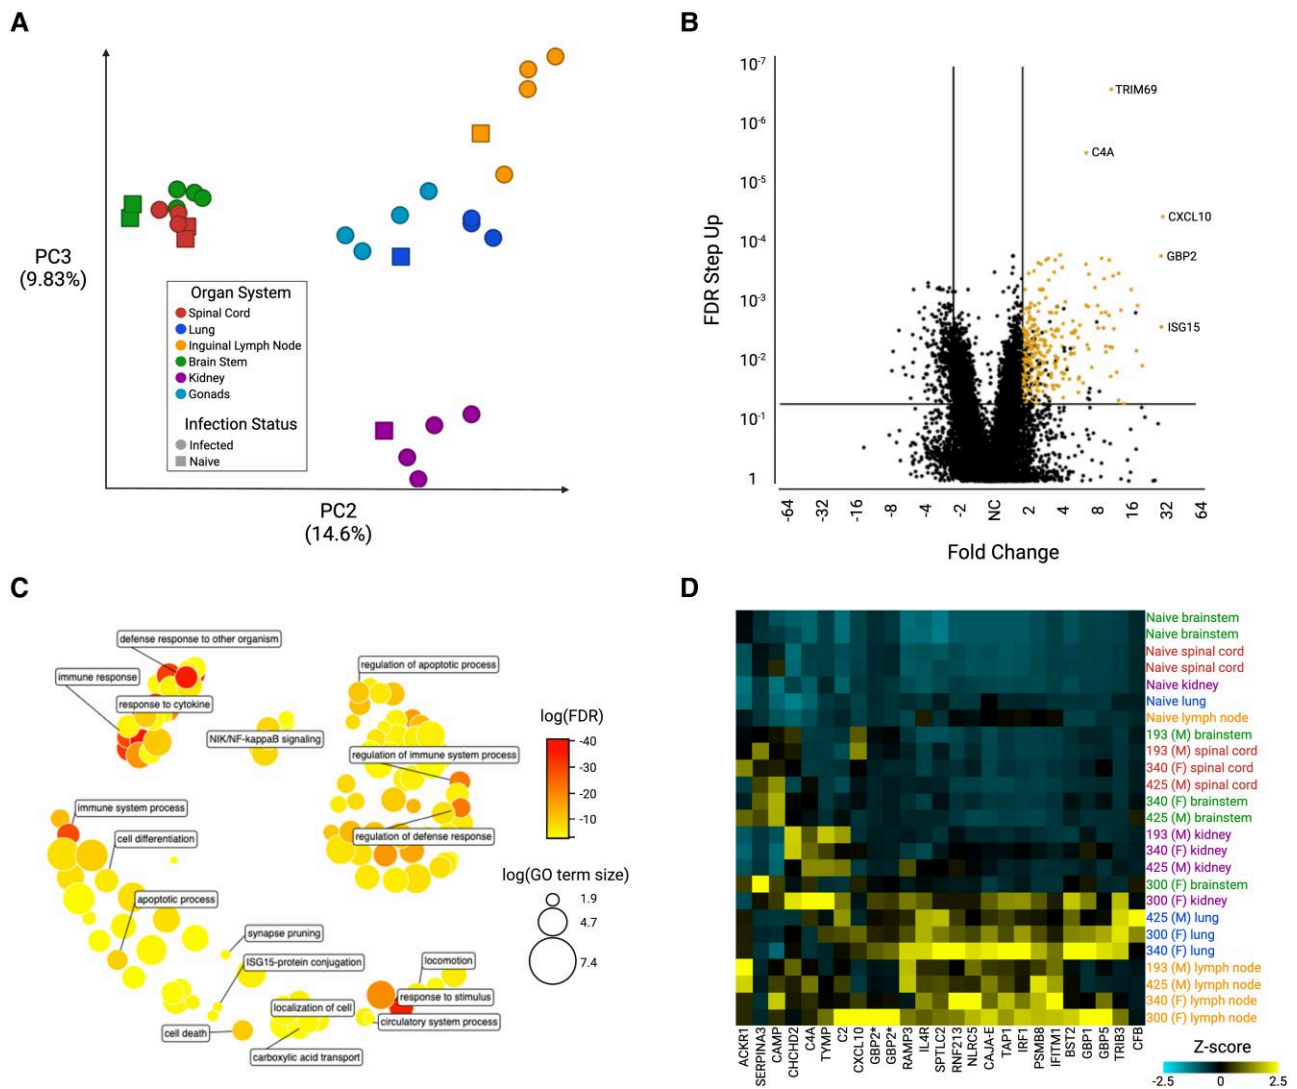 A
PC3
(9.83%)
Organ System
Spinal Cord
Lung
Inguinal Lymph Node
Brain Stem
Kidney
Gonads
Infection Status
Infected
Naive
PC2
(14.6%)
B
FDR Step Up
10-7
10-6
10-5
10-4
10-3
10-2
10-1
1
TRIM69
C4A
CXCL10
GBP2
ISG15
-64
-32
-16
-8
-4
-2
NC
2
4
8
16
32
64
Fold Change
C
defense response to other organism
immune response
response to cytokine
NIK/NF-kappaB signaling
regulation of apoptotic process
regulation of immune system process
regulation of defense response
immune system process
cell differentiation
apoptotic process
synapse pruning
ISG15-protein conjugation
locomotion
response to stimulus
localization of cell
circulatory system process
cell death
carboxylic acid transport
log(FDR)
-40
-30
-20
-10
log(GO term size)
1.9
4.7
7.4
D
Naive brainstem
Naive brainstem
Naive spinal cord
Naive spinal cord
Naive kidney
Naive lung
Naive lymph node
193 (M) brainstem
193 (M) spinal cord
340 (F) spinal cord
425 (M) spinal cord
340 (F) brainstem
425 (M) brainstem
193 (M) kidney
340 (F) kidney
425 (M) kidney
300 (F) brainstem
300 (F) kidney
425 (M) lung
300 (F) lung
340 (F) lung
193 (M) lymph node
425 (M) lymph node
340 (F) lymph node
300 (F) lymph node
ACKR1
SERPINA3
CAMP
CHCHD2
C4A
TYMP
C2
CXCL10
GBP2*
GBP2*
RAMP3
IL4R
SPTLC2
RNF213
NLRC5
CAJA-E
TAP1
IRF1
PSMB8
IFITM1
BST2
GBP1
GBP5
TRIB3
CFB
Z-score
-2.5
0
2.5